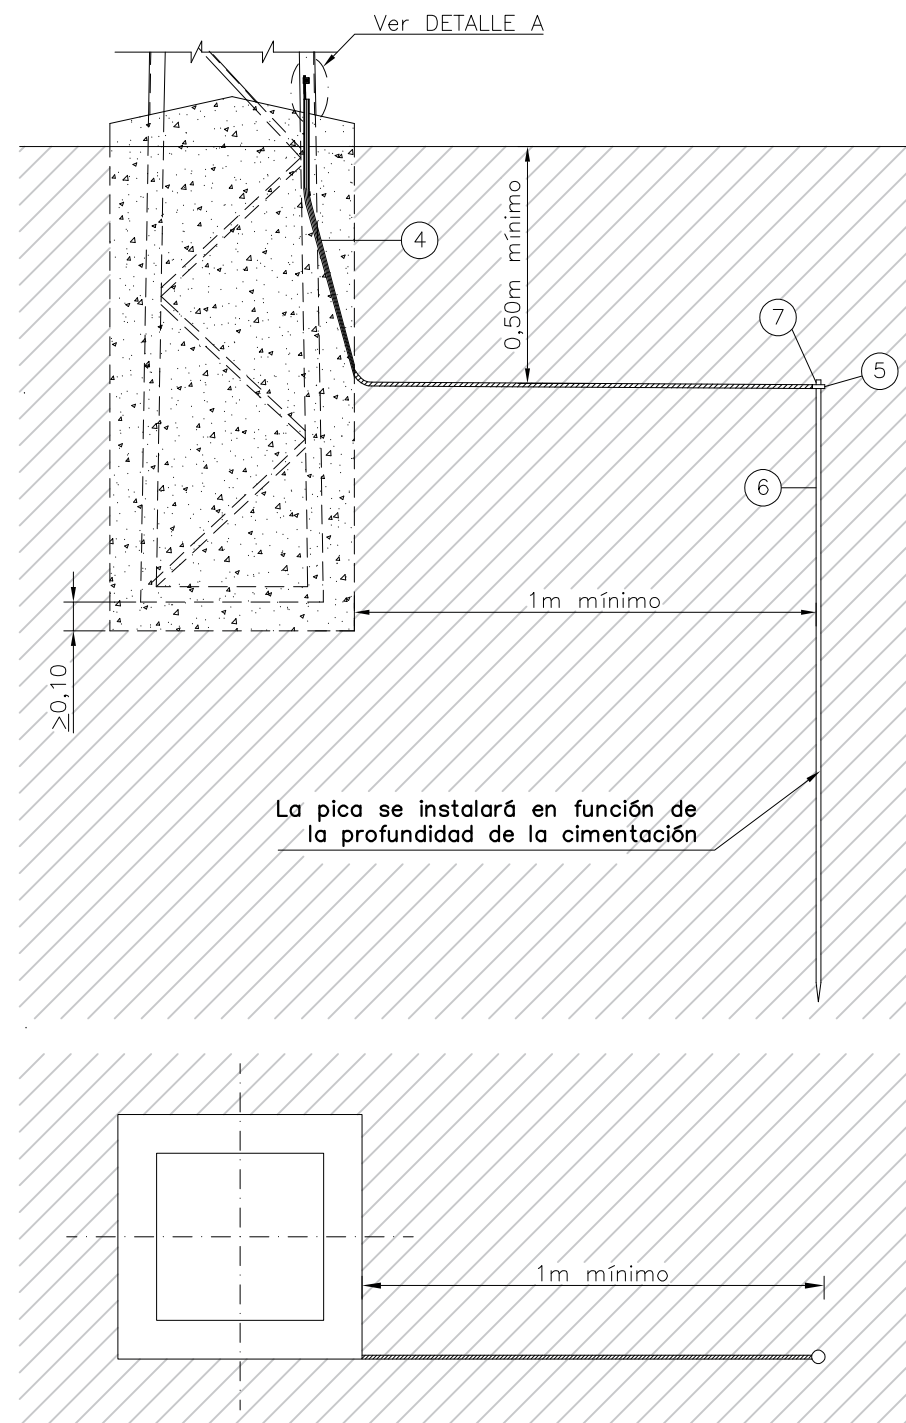 Ver DETALLE A
4
0,50m mínimo
7
5
6
1m mínimo
≥0,10
La pica se instalará en función de
la profundidad de la cimentación
1m mínimo